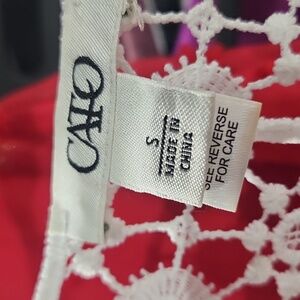 CATO
S
MADE IN
CHINA
SEE REVERSE
FOR CARE